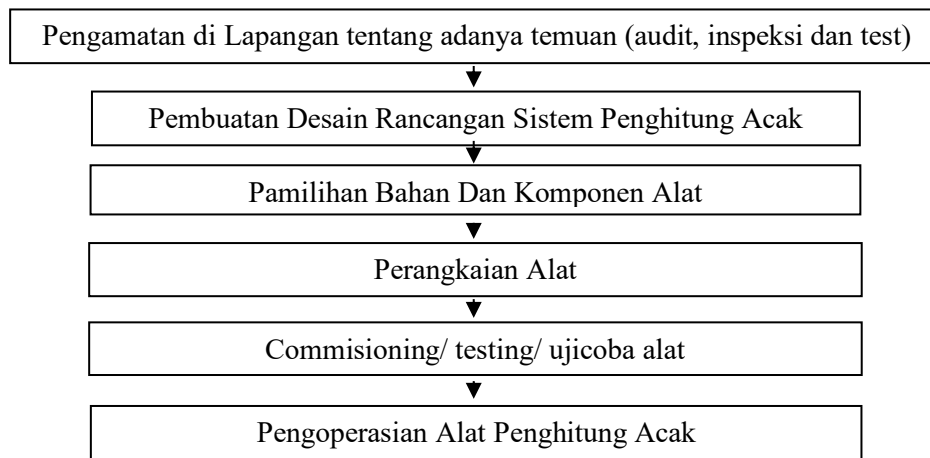 Pengamatan di Lapangan tentang adanya temuan (audit, inspeksi dan test)
Pembuatan Desain Rancangan Sistem Penghitung Acak
Pamilihan Bahan Dan Komponen Alat
Perangkaian Alat
Commisioning/ testing/ ujicoba alat
Pengoperasian Alat Penghitung Acak